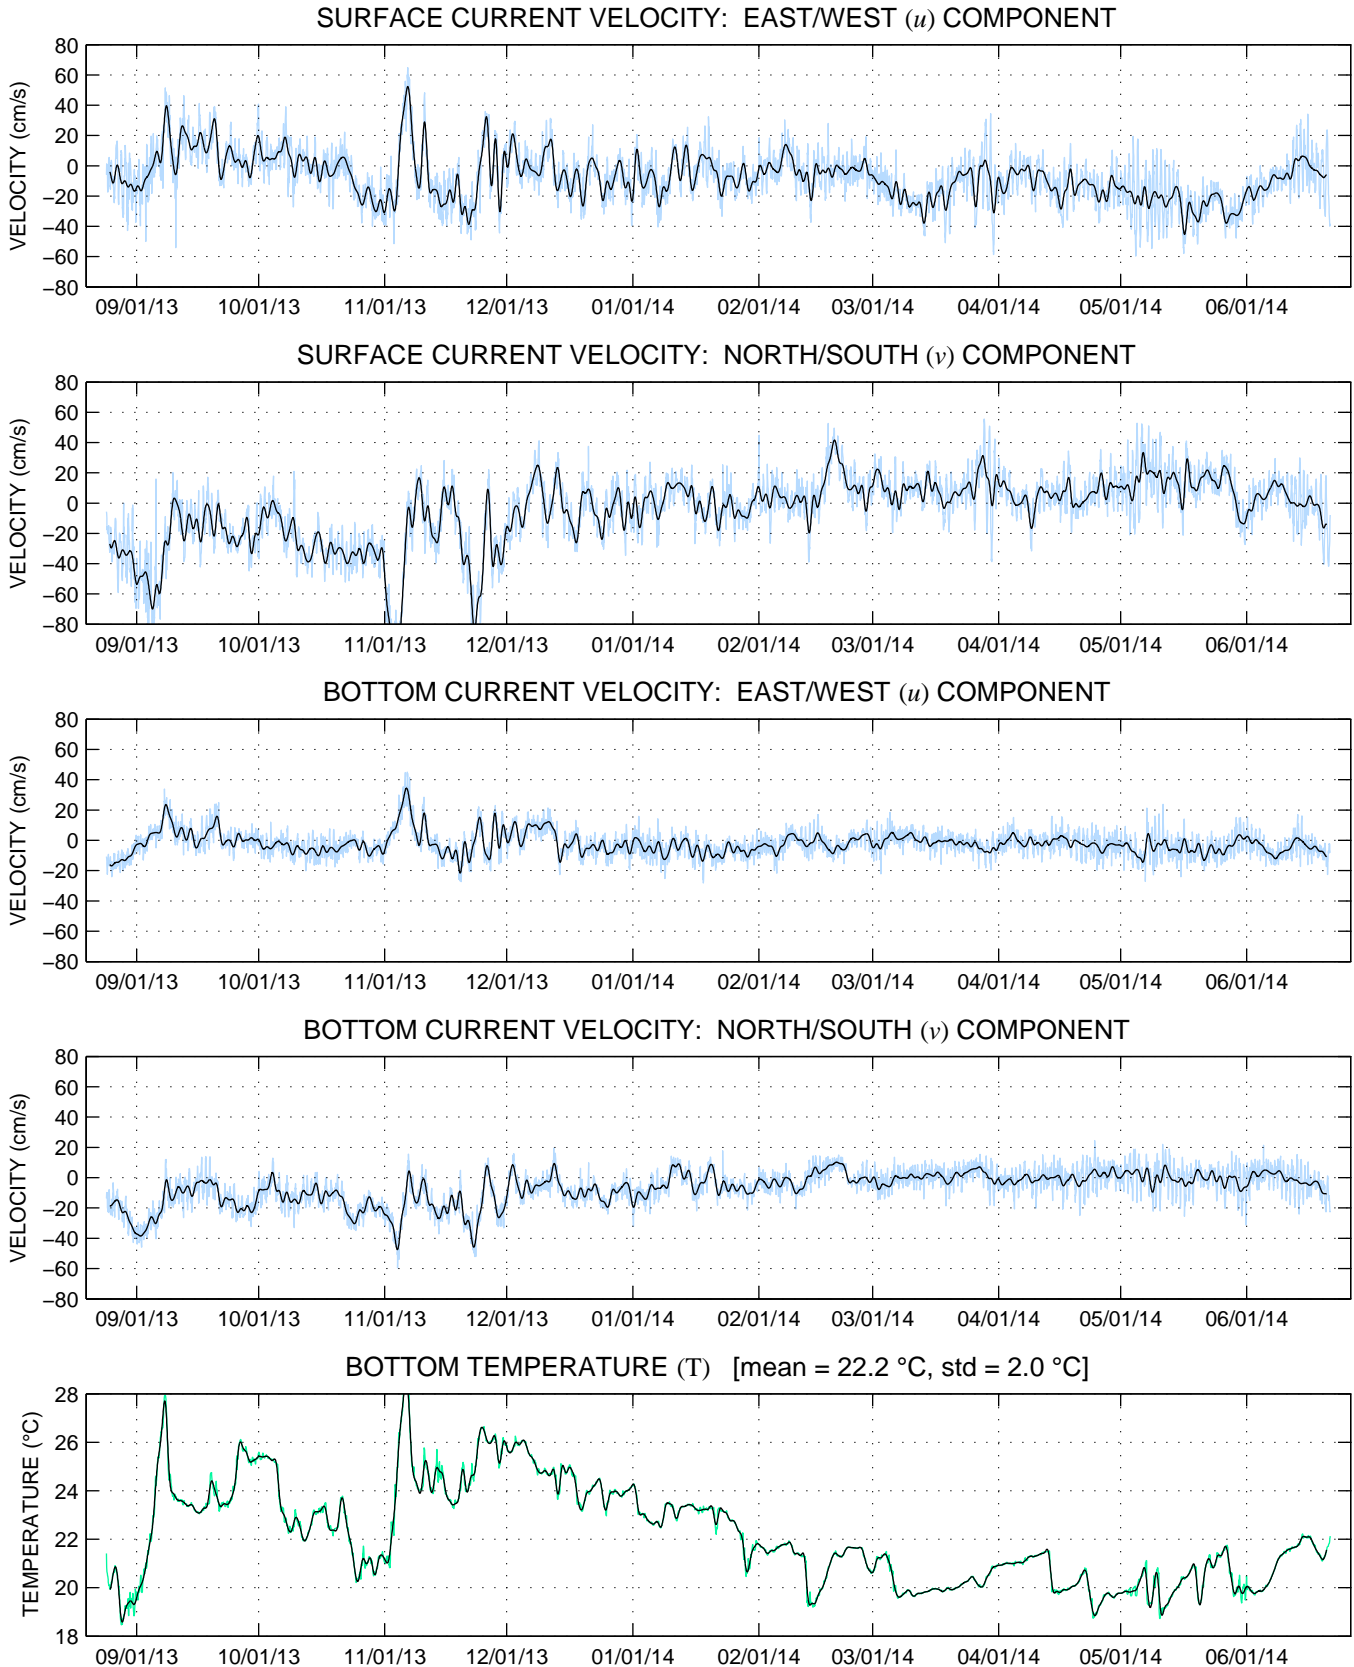 SURFACE CURRENT VELOCITY: EAST/WEST (u) COMPONENT
80
60
40
20
0
−20
−40
−60
−80
VELOCITY (cm/s)
09/01/13 10/01/13 11/01/13 12/01/13 01/01/14 02/01/14 03/01/14 04/01/14 05/01/14 06/01/14
SURFACE CURRENT VELOCITY: NORTH/SOUTH (v) COMPONENT
80
60
40
20
0
−20
−40
−60
−80
VELOCITY (cm/s)
09/01/13 10/01/13 11/01/13 12/01/13 01/01/14 02/01/14 03/01/14 04/01/14 05/01/14 06/01/14
BOTTOM CURRENT VELOCITY: EAST/WEST (u) COMPONENT
80
60
40
20
0
−20
−40
−60
−80
VELOCITY (cm/s)
09/01/13 10/01/13 11/01/13 12/01/13 01/01/14 02/01/14 03/01/14 04/01/14 05/01/14 06/01/14
BOTTOM CURRENT VELOCITY: NORTH/SOUTH (v) COMPONENT
80
60
40
20
0
−20
−40
−60
−80
VELOCITY (cm/s)
09/01/13 10/01/13 11/01/13 12/01/13 01/01/14 02/01/14 03/01/14 04/01/14 05/01/14 06/01/14
BOTTOM TEMPERATURE (T) [mean = 22.2 °C, std = 2.0 °C]
28
26
24
22
20
18
TEMPERATURE (°C)
09/01/13 10/01/13 11/01/13 12/01/13 01/01/14 02/01/14 03/01/14 04/01/14 05/01/14 06/01/14